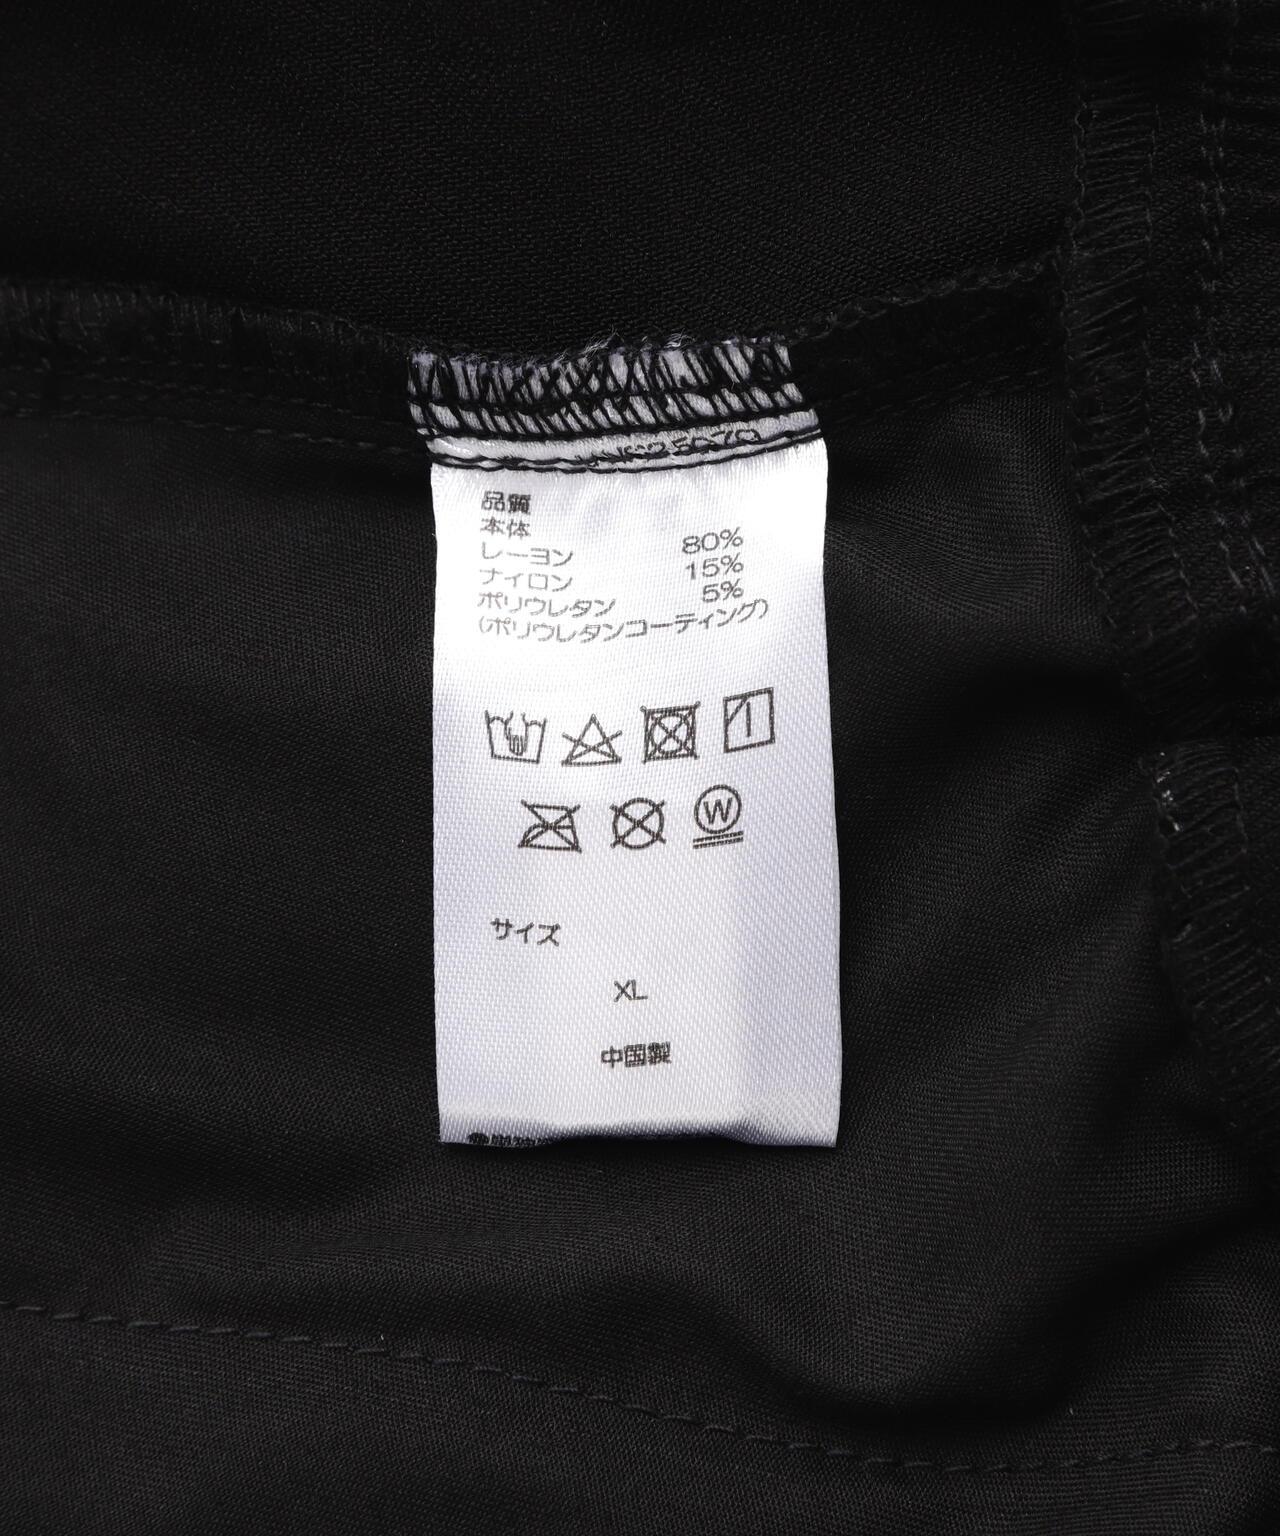 品質
本体
レーヨン 80%
ナイロン 15%
ポリウレタン 5%
(ポリウレタンコーティング)
W
サイズ
XL
中国製